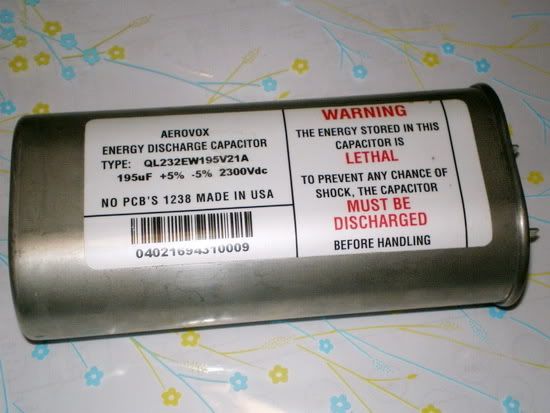 AEROVOX
ENERGY DISCHARGE CAPACITOR
TYPE: QL232EW195V21A
195uF +5% -5% 2300Vdc
NO PCB'S 1238 MADE IN USA
04021694310009
WARNING
THE ENERGY STORED IN THIS
CAPACITOR IS
LETHAL
TO PREVENT ANY CHANCE OF
SHOCK, THE CAPACITOR
MUST BE
DISCHARGED
BEFORE HANDLING